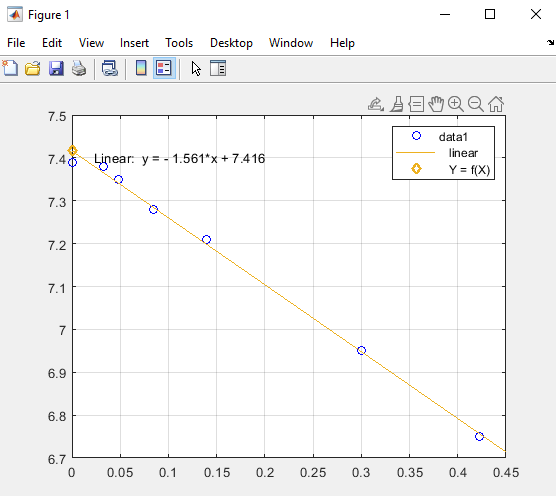 Figure 1
File Edit View Insert Tools Desktop Window Help
7.5
7.4
7.3
7.2
7.1
7
6.9
6.8
6.7
Linear: y = - 1.561*x + 7.416
data1
linear
Y = f(X)
0 0.05 0.1 0.15 0.2 0.25 0.3 0.35 0.4 0.45